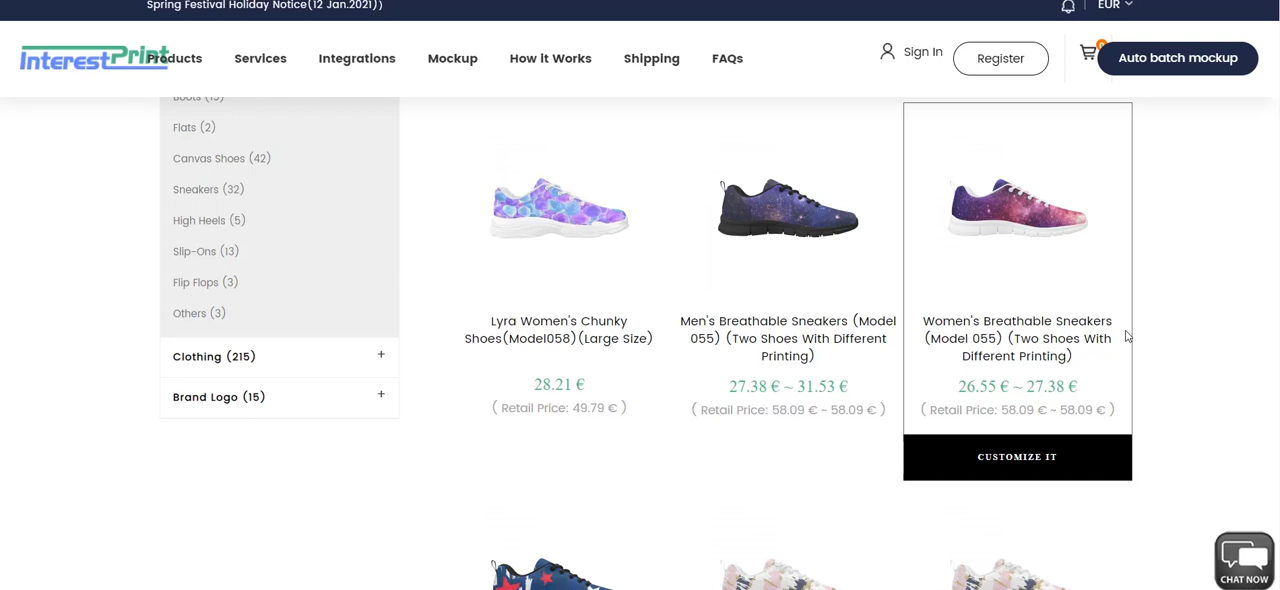 Spring Festival Holiday Notice(12 Jan.2021))
EUR
InterestPrint
Products
Services
Integrations
Mockup
How it Works
Shipping
FAQs
Sign In
Register
0
Auto batch mockup
Boots (15)
Flats (2)
Canvas Shoes (42)
Sneakers (32)
High Heels (5)
Slip-Ons (13)
Flip Flops (3)
Others (3)
Clothing (215)
+
Brand Logo (15)
+
Lyra Women's Chunky
Shoes(Model058)(Large Size)
28.21 €
( Retail Price: 49.79 € )
Men's Breathable Sneakers (Model
055) (Two Shoes With Different
Printing)
27.38 € ~ 31.53 €
( Retail Price: 58.09 € ~ 58.09 € )
Women's Breathable Sneakers
(Model 055) (Two Shoes With
Different Printing)
26.55 € ~ 27.38 €
( Retail Price: 58.09 € ~ 58.09 € )
CUSTOMIZE IT
CHAT NOW